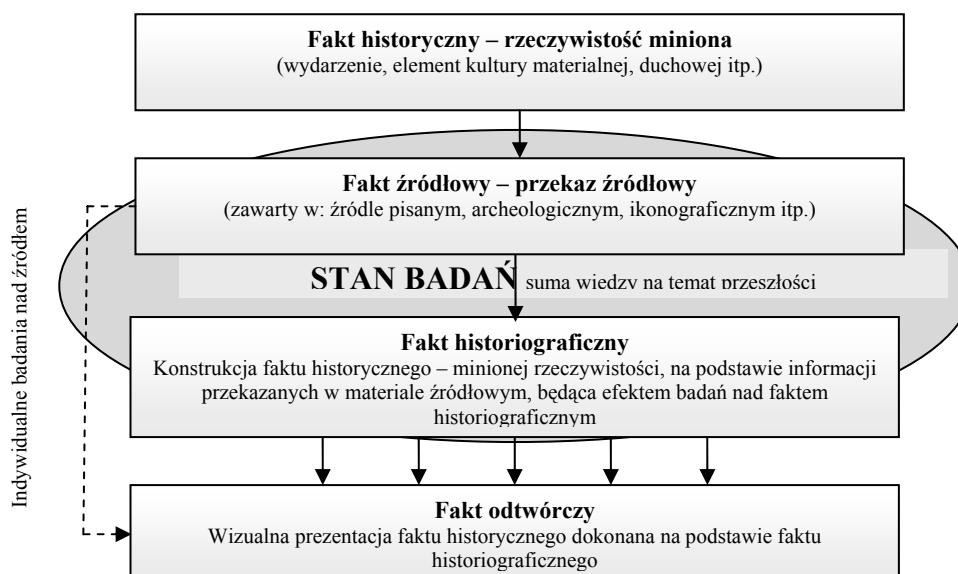 Fakt historyczny – rzeczywistość miniona
(wydarzenie, element kultury materialnej, duchowej itp.)
Fakt źródłowy – przekaz źródłowy
(zawarty w: źródle pisanym, archeologicznym, ikonograficznym itp.)
STAN BADAŃ suma wiedzy na temat przeszłości
Fakt historiograficzny
Konstrukcja faktu historycznego – minionej rzeczywistości, na podstawie informacji
przekazanych w materiale źródłowym, będąca efektem badań nad faktem
historiograficznym
Fakt odtwórczy
Wizualna prezentacja faktu historycznego dokonana na podstawie faktu
historiograficznego
Indywidualne badania nad źródłem